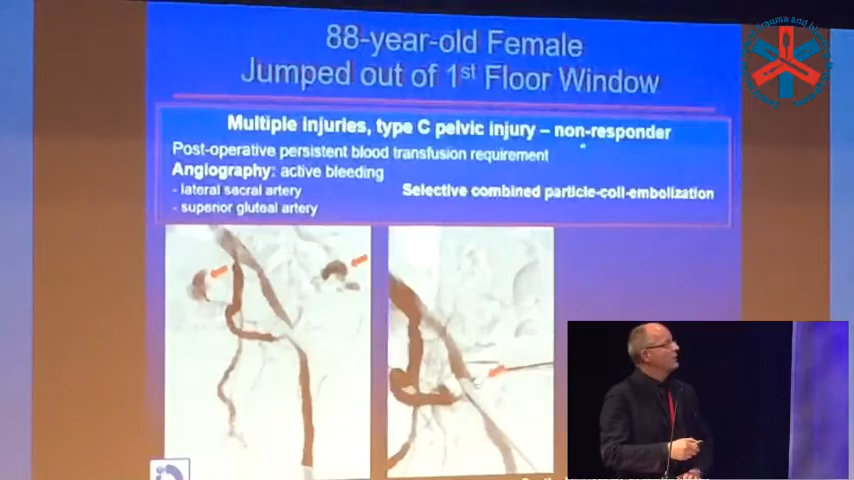 88-year-old Female
Jumped out of 1st Floor Window
Multiple injuries, type C pelvic injury – non-responder
Post-operative persistent blood transfusion requirement
Angiography: active bleeding
- lateral sacral artery
- superior gluteal artery
Selective combined particle-coil-embolization